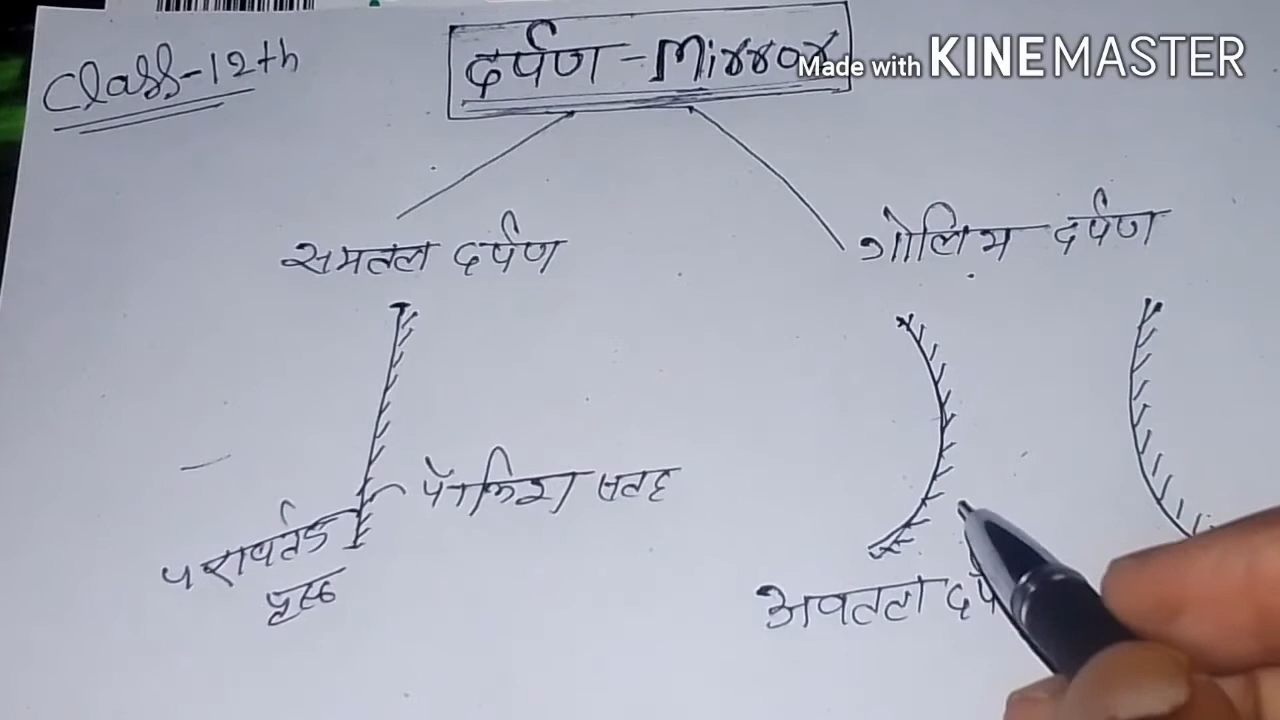 Class-12th
दर्पण - Mirror
Made with KINEMASTER
समतल दर्पण
गोलिय दर्पण
पॉलिश सतह
परावर्तक
पृष्ठ
अवतल